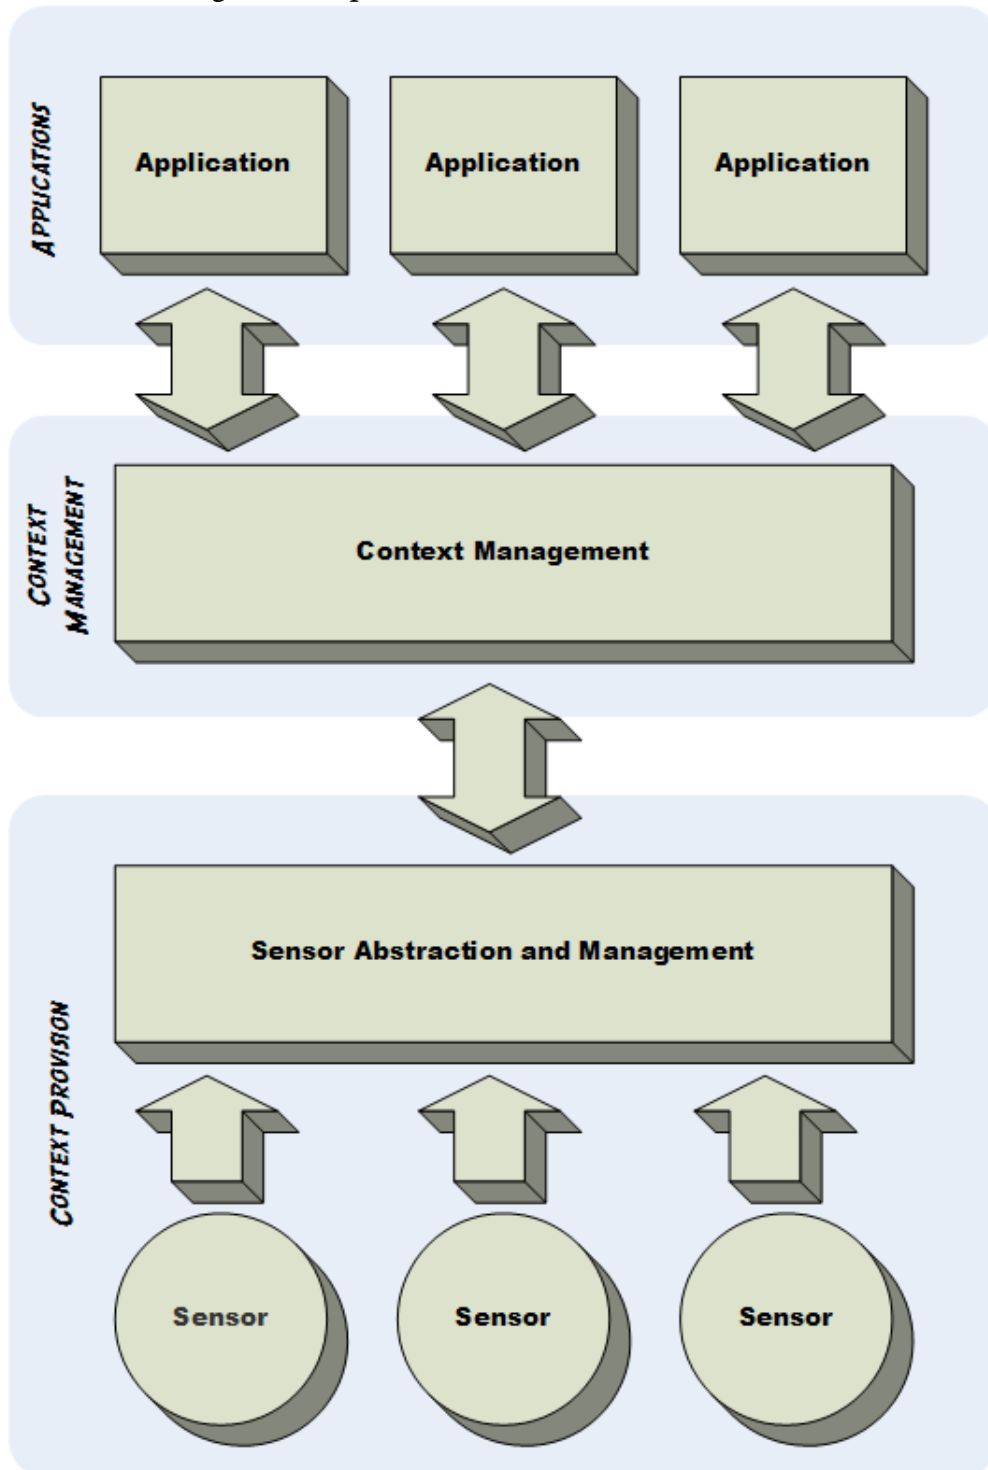 APPLICATIONS
Application
Application
Application
CONTEXT
MANAGEMENT
Context Management
CONTEXT PROVISION
Sensor Abstraction and Management
Sensor
Sensor
Sensor